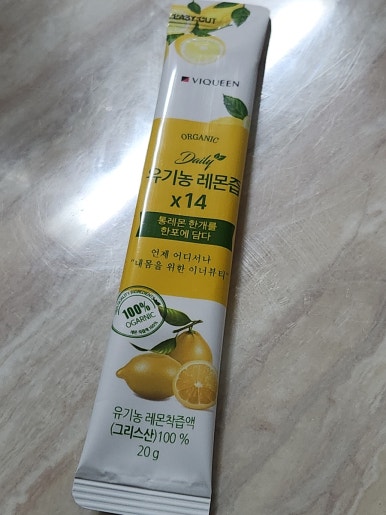 EASY CUT
VIQUEEN
ORGANIC
Daily
유기농 레몬즙
x14
통레몬 한개를
한포에 담다
언제 어디서나
"내몸을 위한 이너뷰티"
100%
OGARNIC
유기농 레몬착즙액
(그리스산)100 %
20 g